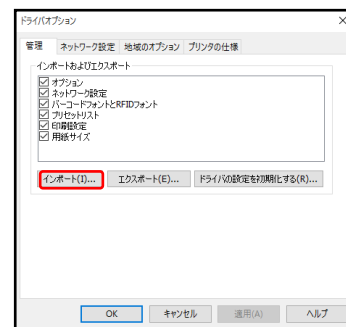 ドライバオプション
管理 ネットワーク設定 地域のオプション プリンタの仕様
インポートおよびエクスポート
オプション
ネットワーク設定
バーコードフォントとRFIDフォント
プリセットリスト
印刷設定
用紙サイズ
インポート(I)... エクスポート(E)... ドライバの設定を初期化する(R)...
OK キャンセル 適用(A) ヘルプ